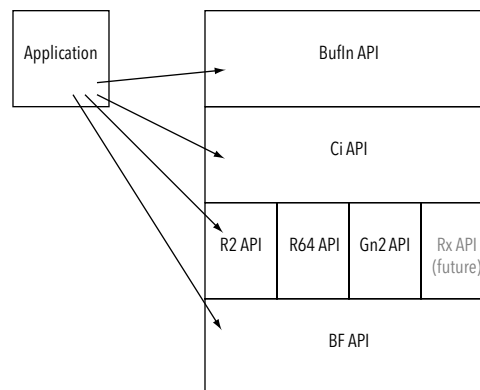 Application
BufIn API
Ci API
R2 API
R64 API
Gn2 API
Rx API
(future)
BF API